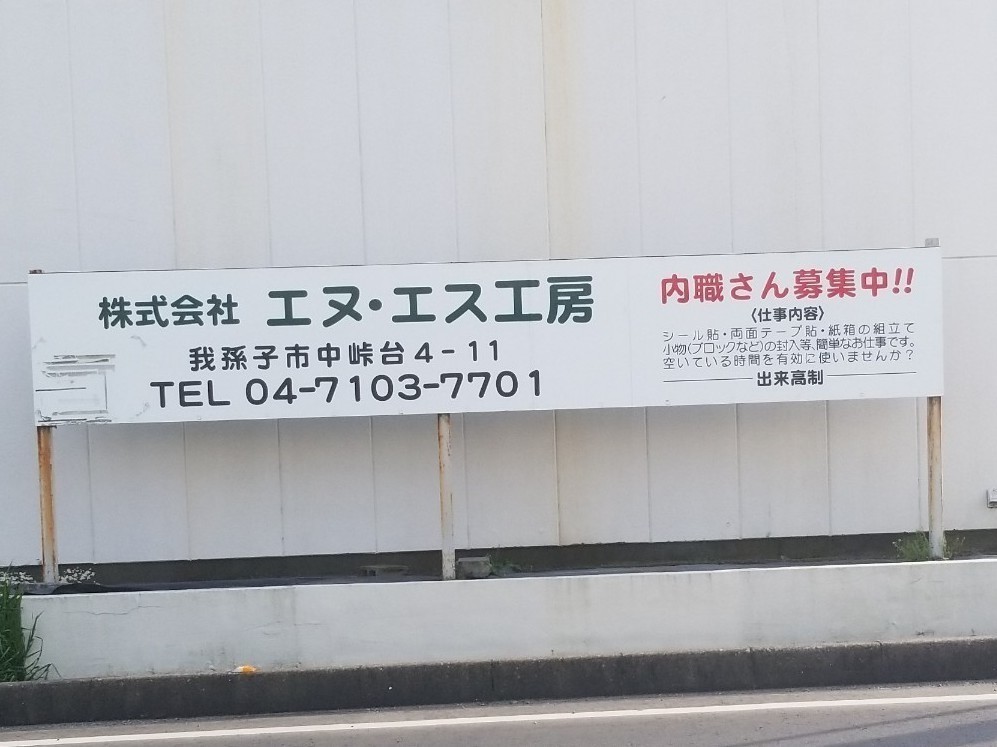 株式会社 エヌ・エス工房
我孫子市中峠台4-11
TEL 04-7103-7701
内職さん募集中!!
〈仕事内容〉
シール貼・両面テープ貼・紙箱の組立て
小物(ブロックなど)の封入等、簡単なお仕事です。
空いている時間を有効に使いませんか?
出来高制